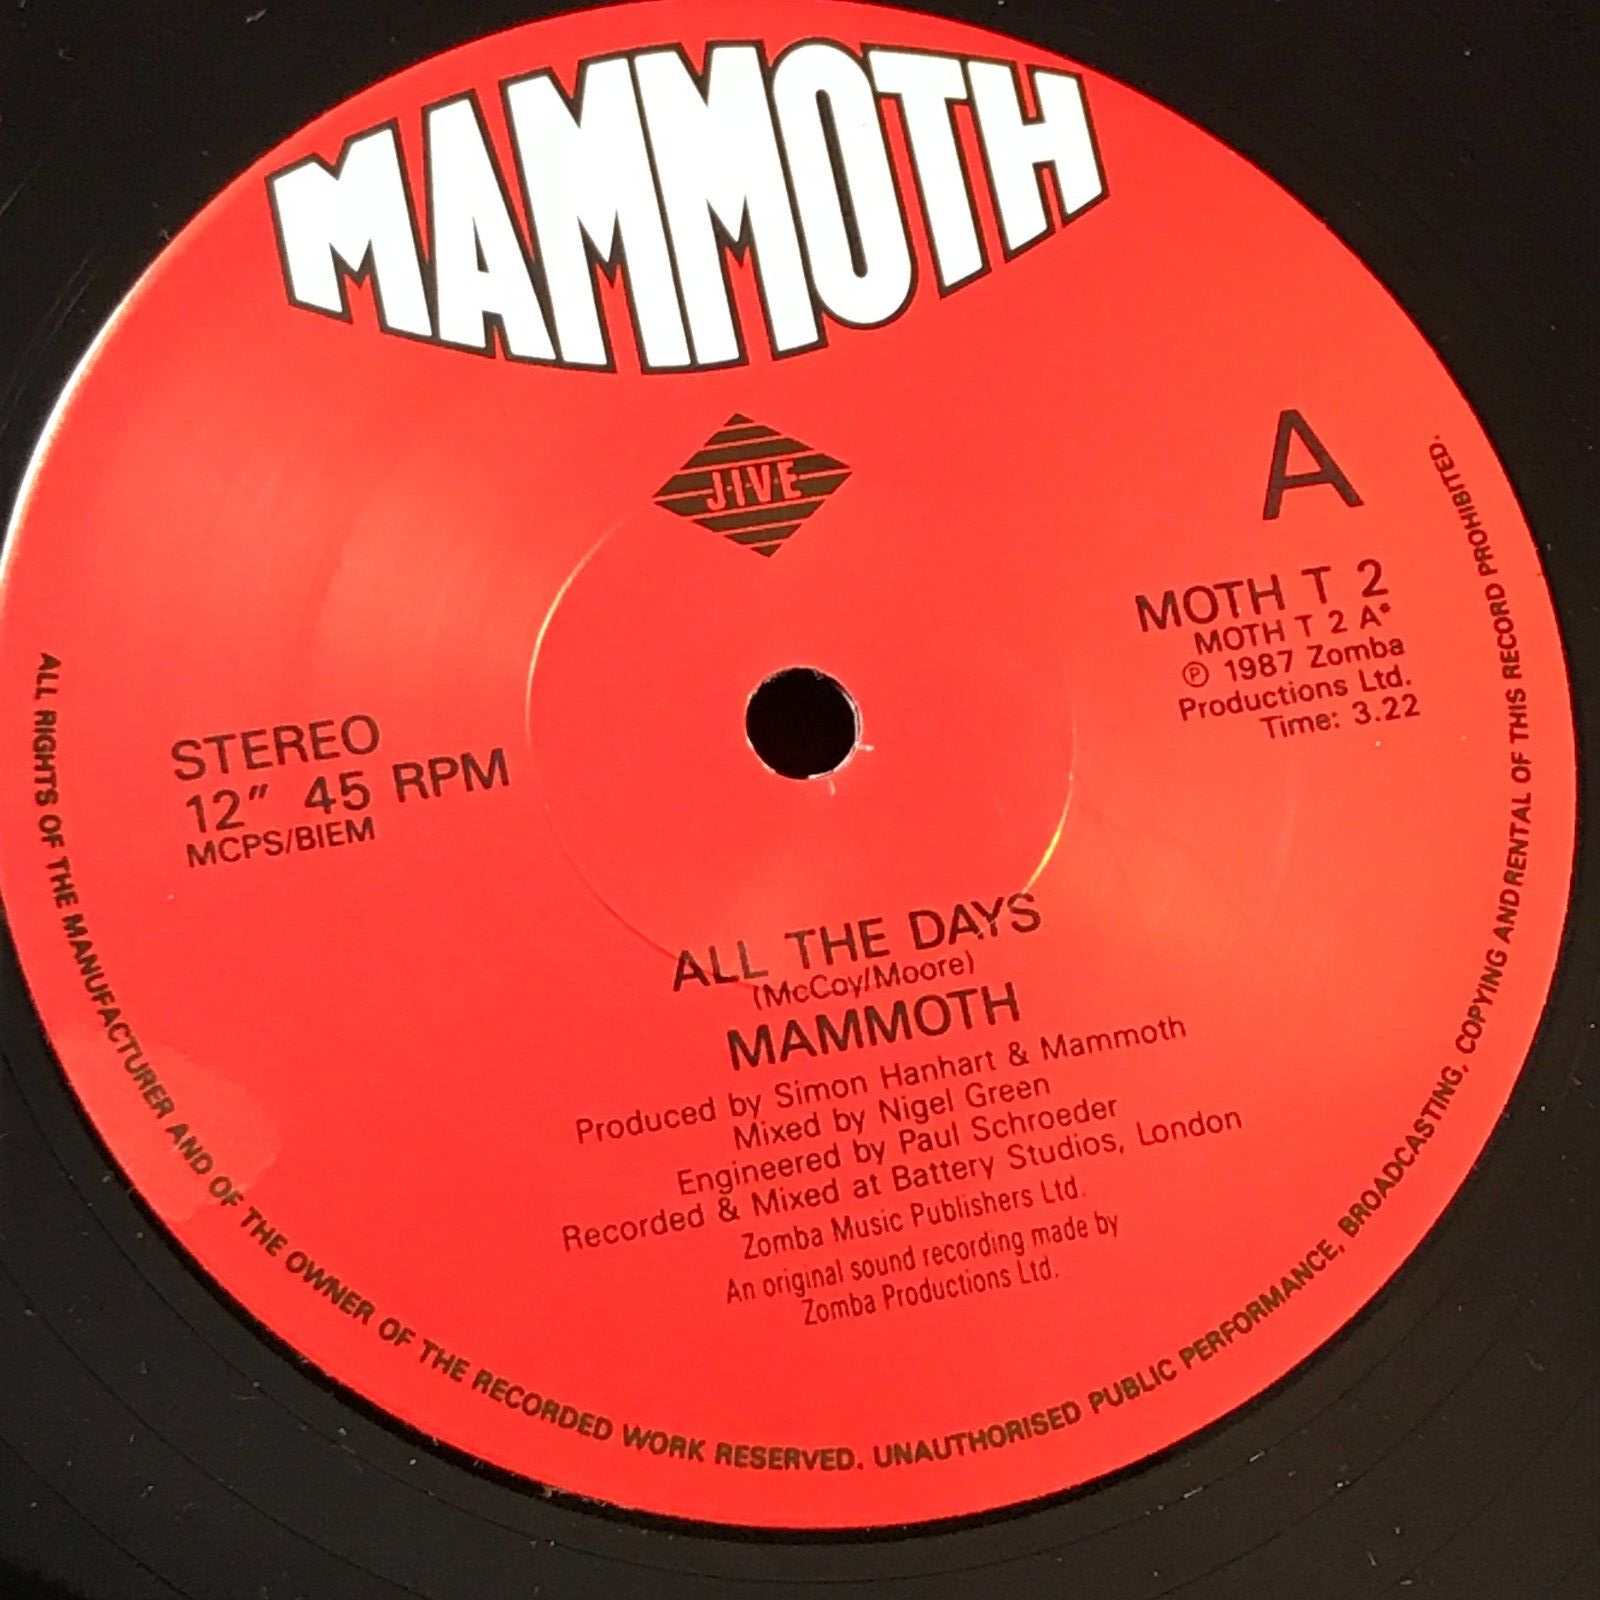 MAMMOTH
J·I·V·E
A
MOTH T 2
MOTH T 2 A*
℗ 1987 Zomba
Productions Ltd.
Time: 3.22
STEREO
12" 45 RPM
MCPS/BIEM
ALL THE DAYS
(McCoy/Moore)
MAMMOTH
Produced by Simon Hanhart & Mammoth
Mixed by Nigel Green
Engineered by Paul Schroeder
Recorded & Mixed at Battery Studios, London
Zomba Music Publishers Ltd.
An original sound recording made by
Zomba Productions Ltd.
ALL RIGHTS OF THE MANUFACTURER AND OF THE OWNER OF THE RECORDED WORK RESERVED. UNAUTHORISED PUBLIC PERFORMANCE, BROADCASTING, COPYING ANDRENTAL OF THIS RECORD PROHIBITED.